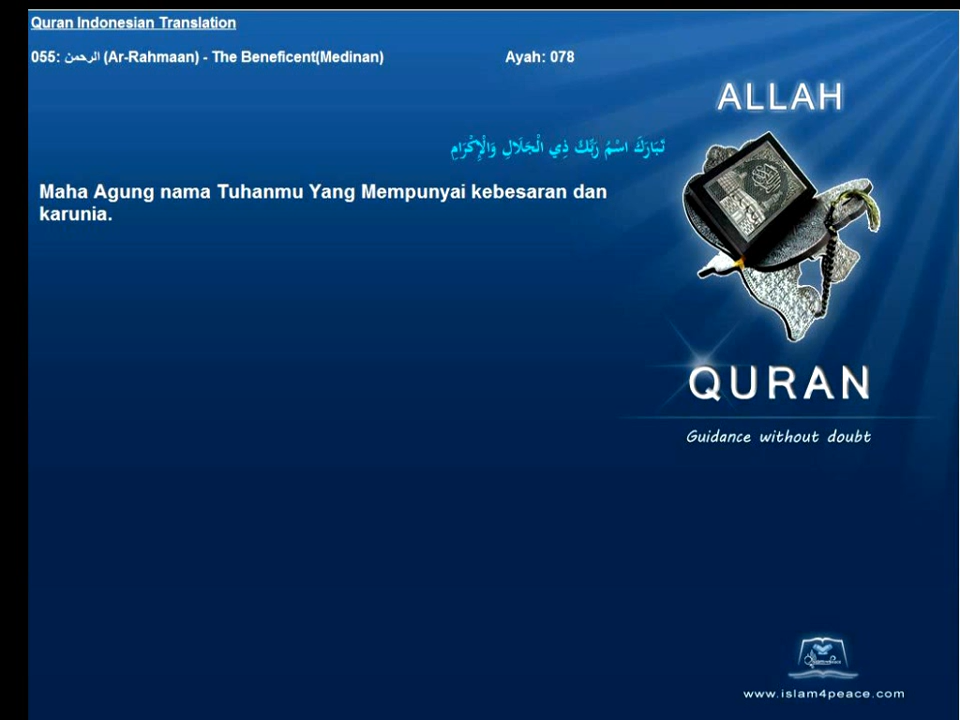 Quran Indonesian Translation
055: الرحمن (Ar-Rahmaan) - The Beneficent(Medinan) Ayah: 078
ALLAH
تَبَارَكَ اسْمُ رَبِّكَ ذِي الْجَلَالِ وَالْإِكْرَامِ
Maha Agung nama Tuhanmu Yang Mempunyai kebesaran dan
karunia.
QURAN
Guidance without doubt
www.islam4peace.com